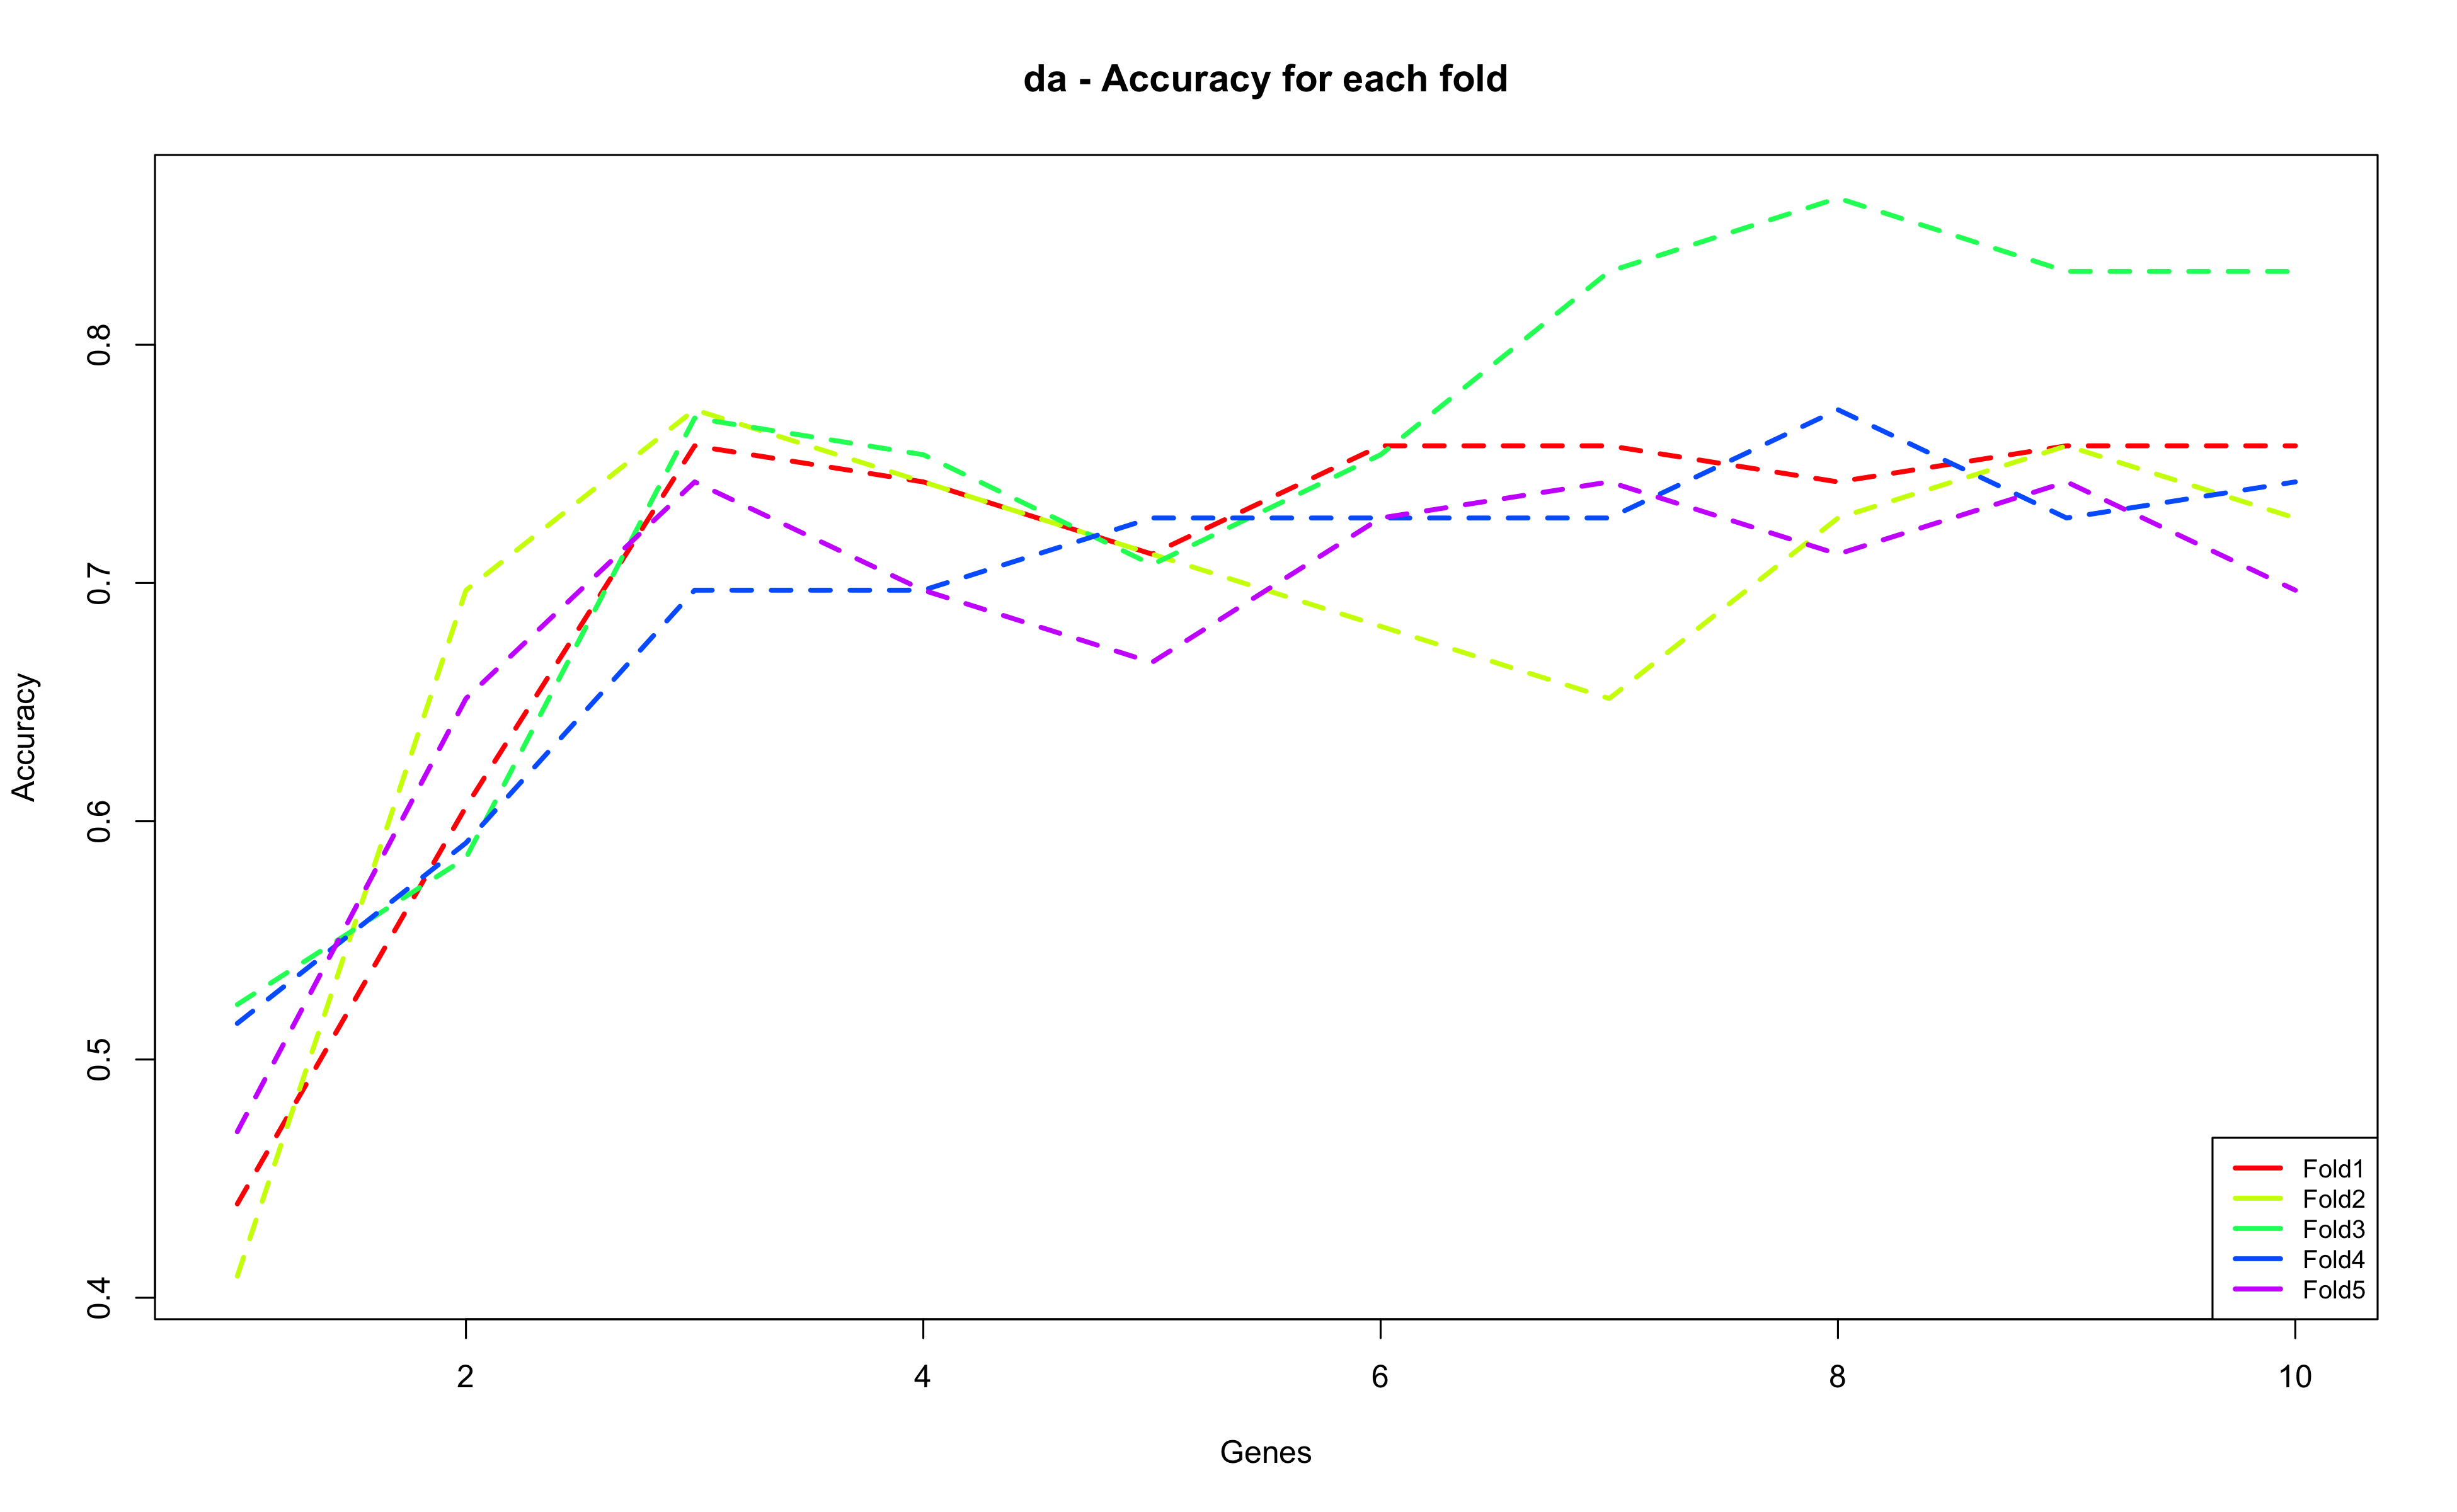 da - Accuracy for each fold
Accuracy
0.8
0.7
0.6
0.5
0.4
2 4 6 8 10
Genes
Fold1
Fold2
Fold3
Fold4
Fold5